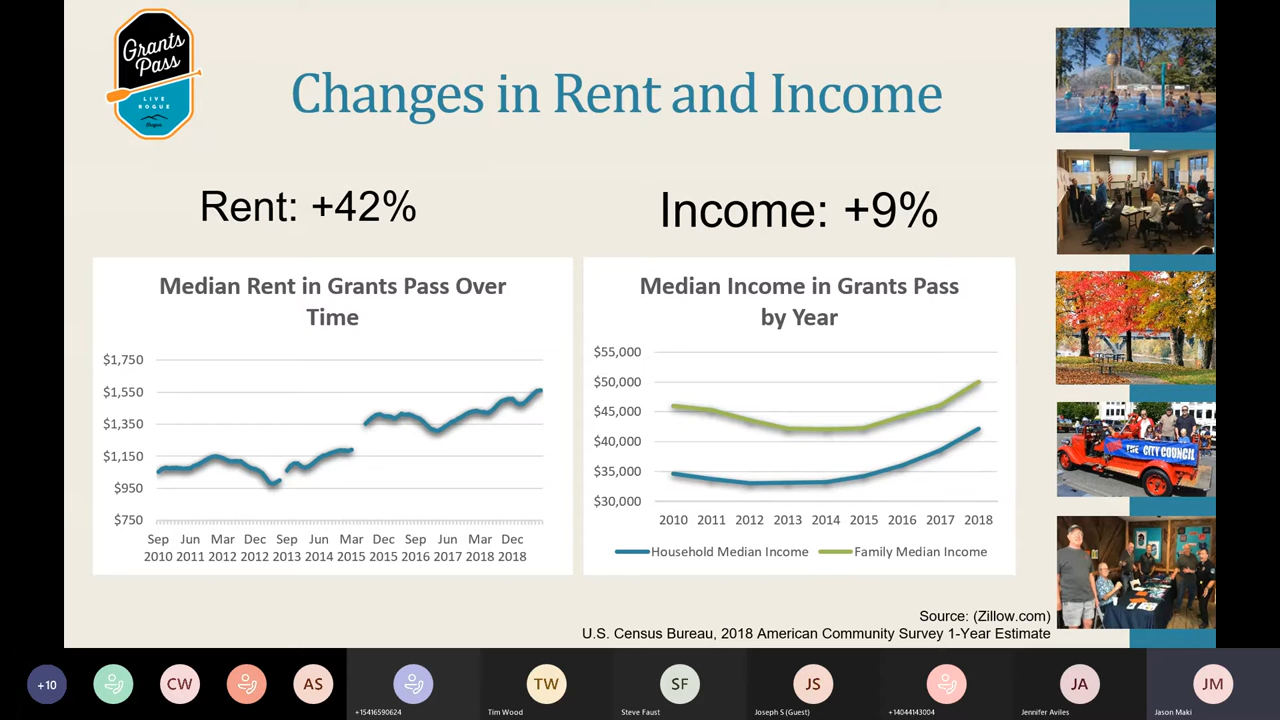 Grants
Pass
LIVE
ROGUE
Oregon
Changes in Rent and Income
Rent: +42%
Income: +9%
Median Rent in Grants Pass Over
Time
$1,750
$1,550
$1,350
$1,150
$950
$750
Sep Jun Mar Dec Sep Jun Mar Dec Sep Jun Mar Dec
2010 2011 2012 2012 2013 2014 2015 2015 2016 2017 2018 2018
Median Income in Grants Pass
by Year
$55,000
$50,000
$45,000
$40,000
$35,000
$30,000
2010 2011 2012 2013 2014 2015 2016 2017 2018
Household Median Income Family Median Income
THE CITY COUNCIL
Source: (Zillow.com)
U.S. Census Bureau, 2018 American Community Survey 1-Year Estimate
+10 CW AS TW SF JS JA JM
+15416590624 Tim Wood Steve Faust Joseph S (Guest) +14044143004 Jennifer Aviles Jason Maki